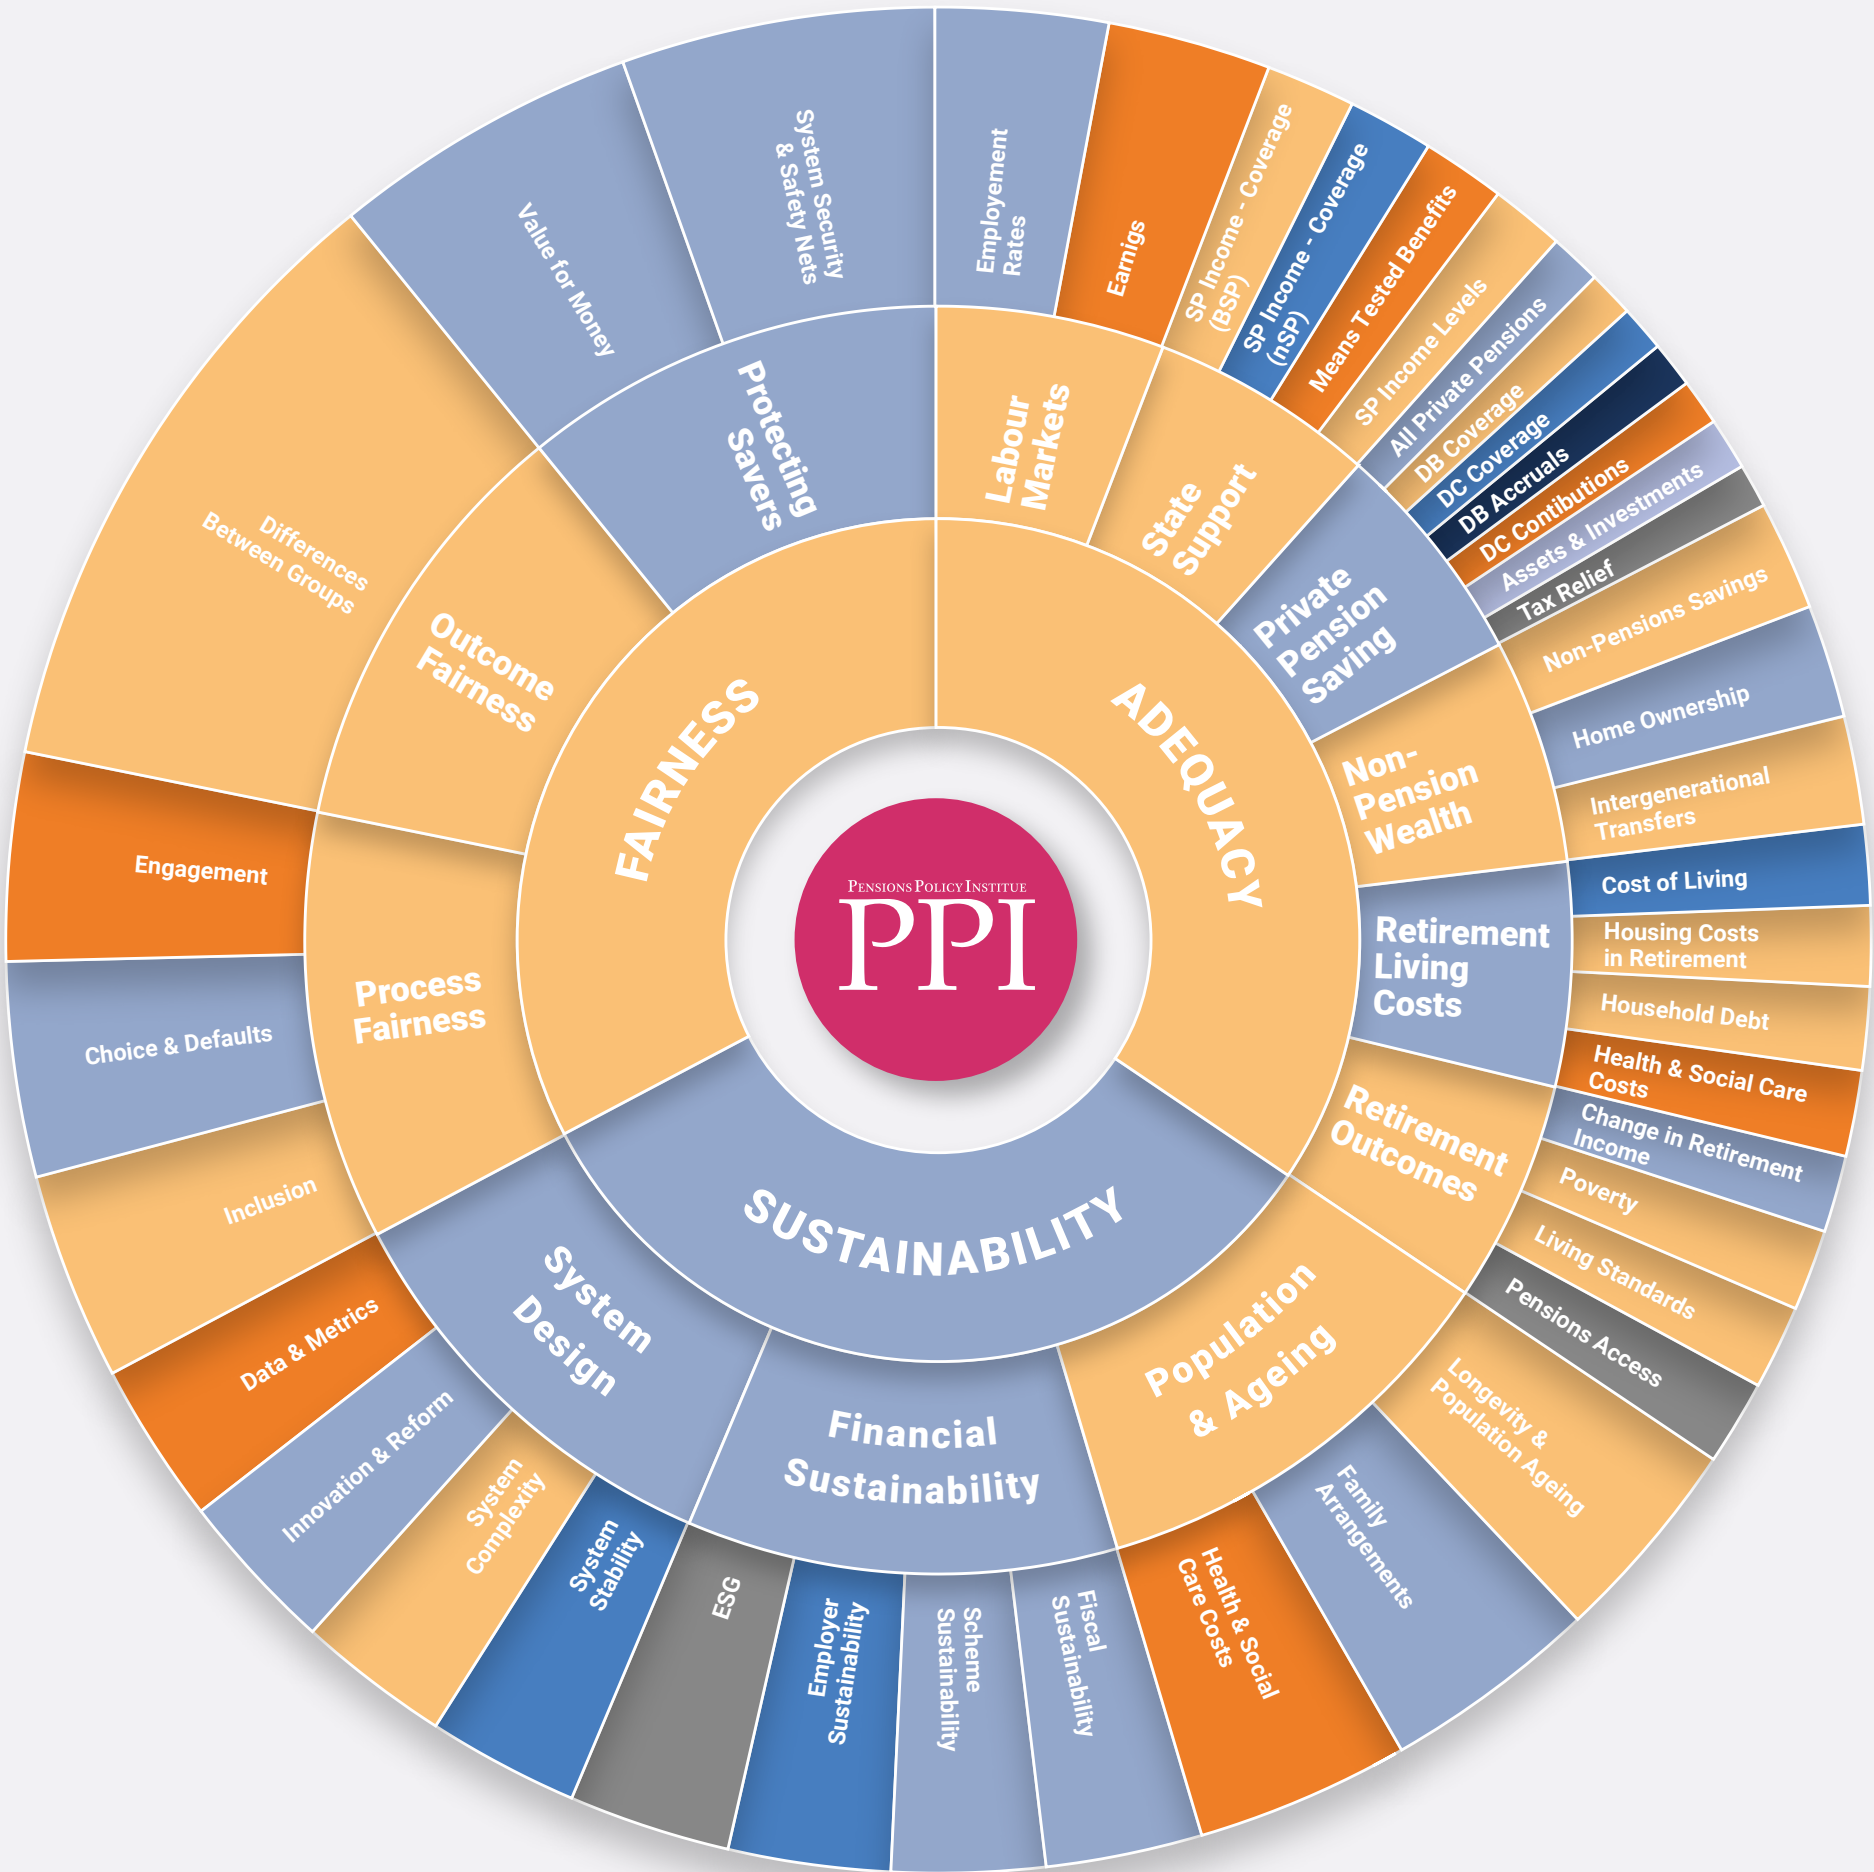 PENSIONS POLICY INSTITUE
PPI
ADEQUACY
SUSTAINABILITY
FAIRNESS
Labour
Markets
State
Support
Private
Pension
Saving
Non-
Pension
Wealth
Retirement
Living
Costs
Retirement
Outcomes
Population
& Ageing
Financial
Sustainability
System
Design
Process
Fairness
Outcome
Fairness
Protecting
Savers
Employement
Rates
Earnigs
SP Income - Coverage
(BSP)
SP Income - Coverage
(nSP)
Means Tested Benefits
SP Income Levels
All Private Pensions
DB Coverage
DC Coverage
DB Accruals
DC Contibutions
Assets & Investments
Tax Relief
Non-Pensions Savings
Home Ownership
Intergenerational
Transfers
Cost of Living
Housing Costs
in Retirement
Household Debt
Health & Social Care
Costs
Change in Retirement
Income
Poverty
Living Standards
Pensions Access
Longevity &
Population Ageing
Family
Arrangements
Health & Social
Care Costs
Fiscal
Sustainability
Scheme
Sustainability
Employer
Sustainability
ESG
System
Stability
System
Complexity
Innovation & Reform
Data & Metrics
Inclusion
Choice & Defaults
Engagement
Differences
Between Groups
Value for Money
System Security
& Safety Nets